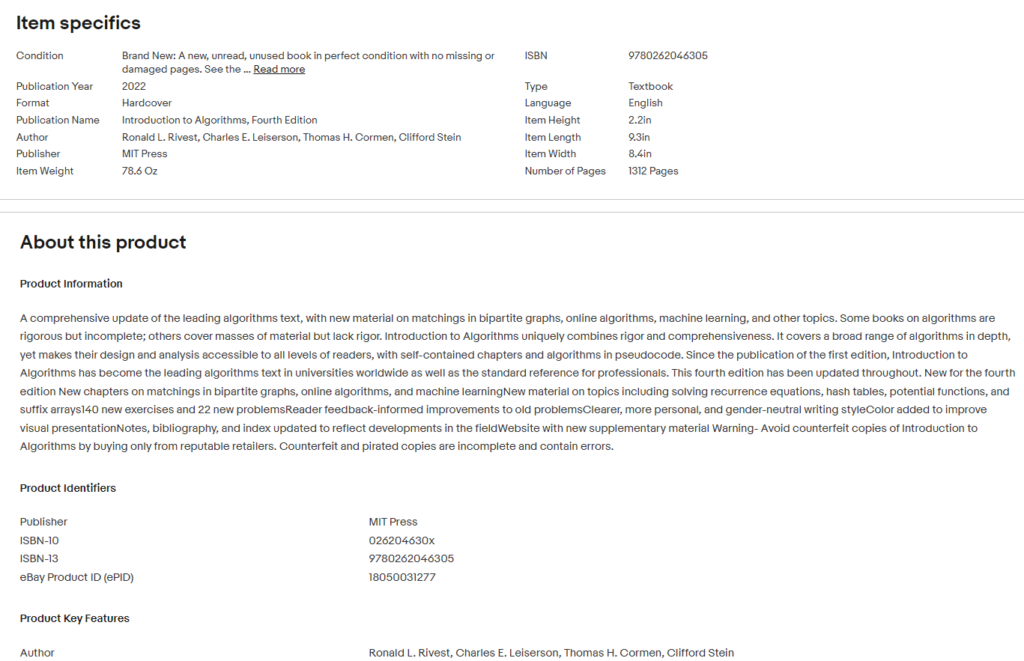 Item specifics
Condition
Brand New: A new, unread, unused book in perfect condition with no missing or
damaged pages. See the ... Read more
ISBN
9780262046305
Publication Year
2022
Type
Textbook
Format
Hardcover
Language
English
Publication Name
Introduction to Algorithms, Fourth Edition
Item Height
2.2in
Author
Ronald L. Rivest, Charles E. Leiserson, Thomas H. Cormen, Clifford Stein
Item Length
9.3in
Publisher
MIT Press
Item Width
8.4in
Item Weight
78.6 Oz
Number of Pages
1312 Pages
About this product
Product Information
A comprehensive update of the leading algorithms text, with new material on matchings in bipartite graphs, online algorithms, machine learning, and other topics. Some books on algorithms are
rigorous but incomplete; others cover masses of material but lack rigor. Introduction to Algorithms uniquely combines rigor and comprehensiveness. It covers a broad range of algorithms in depth,
yet makes their design and analysis accessible to all levels of readers, with self-contained chapters and algorithms in pseudocode. Since the publication of the first edition, Introduction to
Algorithms has become the leading algorithms text in universities worldwide as well as the standard reference for professionals. This fourth edition has been updated throughout. New for the fourth
edition New chapters on matchings in bipartite graphs, online algorithms, and machine learningNew material on topics including solving recurrence equations, hash tables, potential functions, and
suffix arrays140 new exercises and 22 new problemsReader feedback-informed improvements to old problemsClearer, more personal, and gender-neutral writing styleColor added to improve
visual presentationNotes, bibliography, and index updated to reflect developments in the fieldWebsite with new supplementary material Warning- Avoid counterfeit copies of Introduction to
Algorithms by buying only from reputable retailers. Counterfeit and pirated copies are incomplete and contain errors.
Product Identifiers
Publisher
MIT Press
ISBN-10
026204630x
ISBN-13
9780262046305
eBay Product ID (ePID)
18050031277
Product Key Features
Author
Ronald L. Rivest, Charles E. Leiserson, Thomas H. Cormen, Clifford Stein